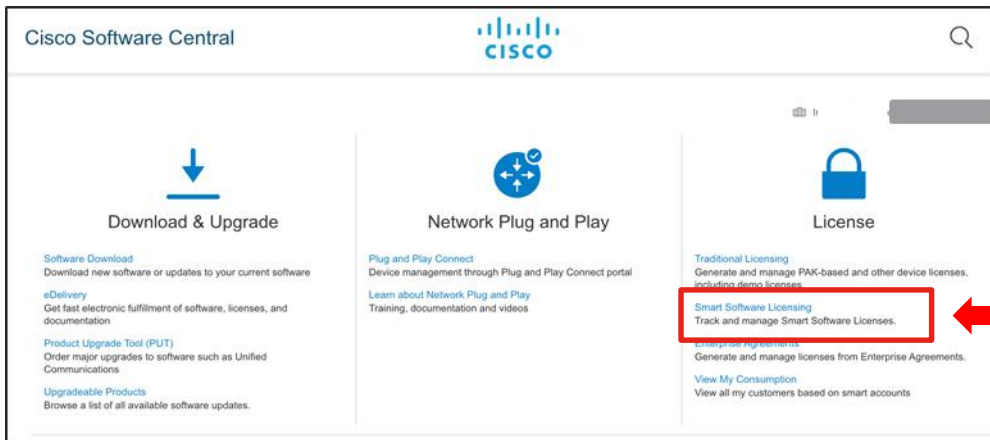 Cisco Software Central
CISCO
Download & Upgrade
Software Download
Download new software or updates to your current software
eDelivery
Get fast electronic fulfillment of software, licenses, and
documentation
Product Upgrade Tool (PUT)
Order major upgrades to software such as Unified
Communications
Upgradeable Products
Browse a list of all available software updates.
Network Plug and Play
Plug and Play Connect
Device management through Plug and Play Connect portal
Learn about Network Plug and Play
Training, documentation and videos
License
Traditional Licensing
Generate and manage PAK-based and other device licenses,
including demo licenses
Smart Software Licensing
Track and manage Smart Software Licenses.
Enterprise Agreements
Generate and manage licenses from Enterprise Agreements.
View My Consumption
View all my customers based on smart accounts